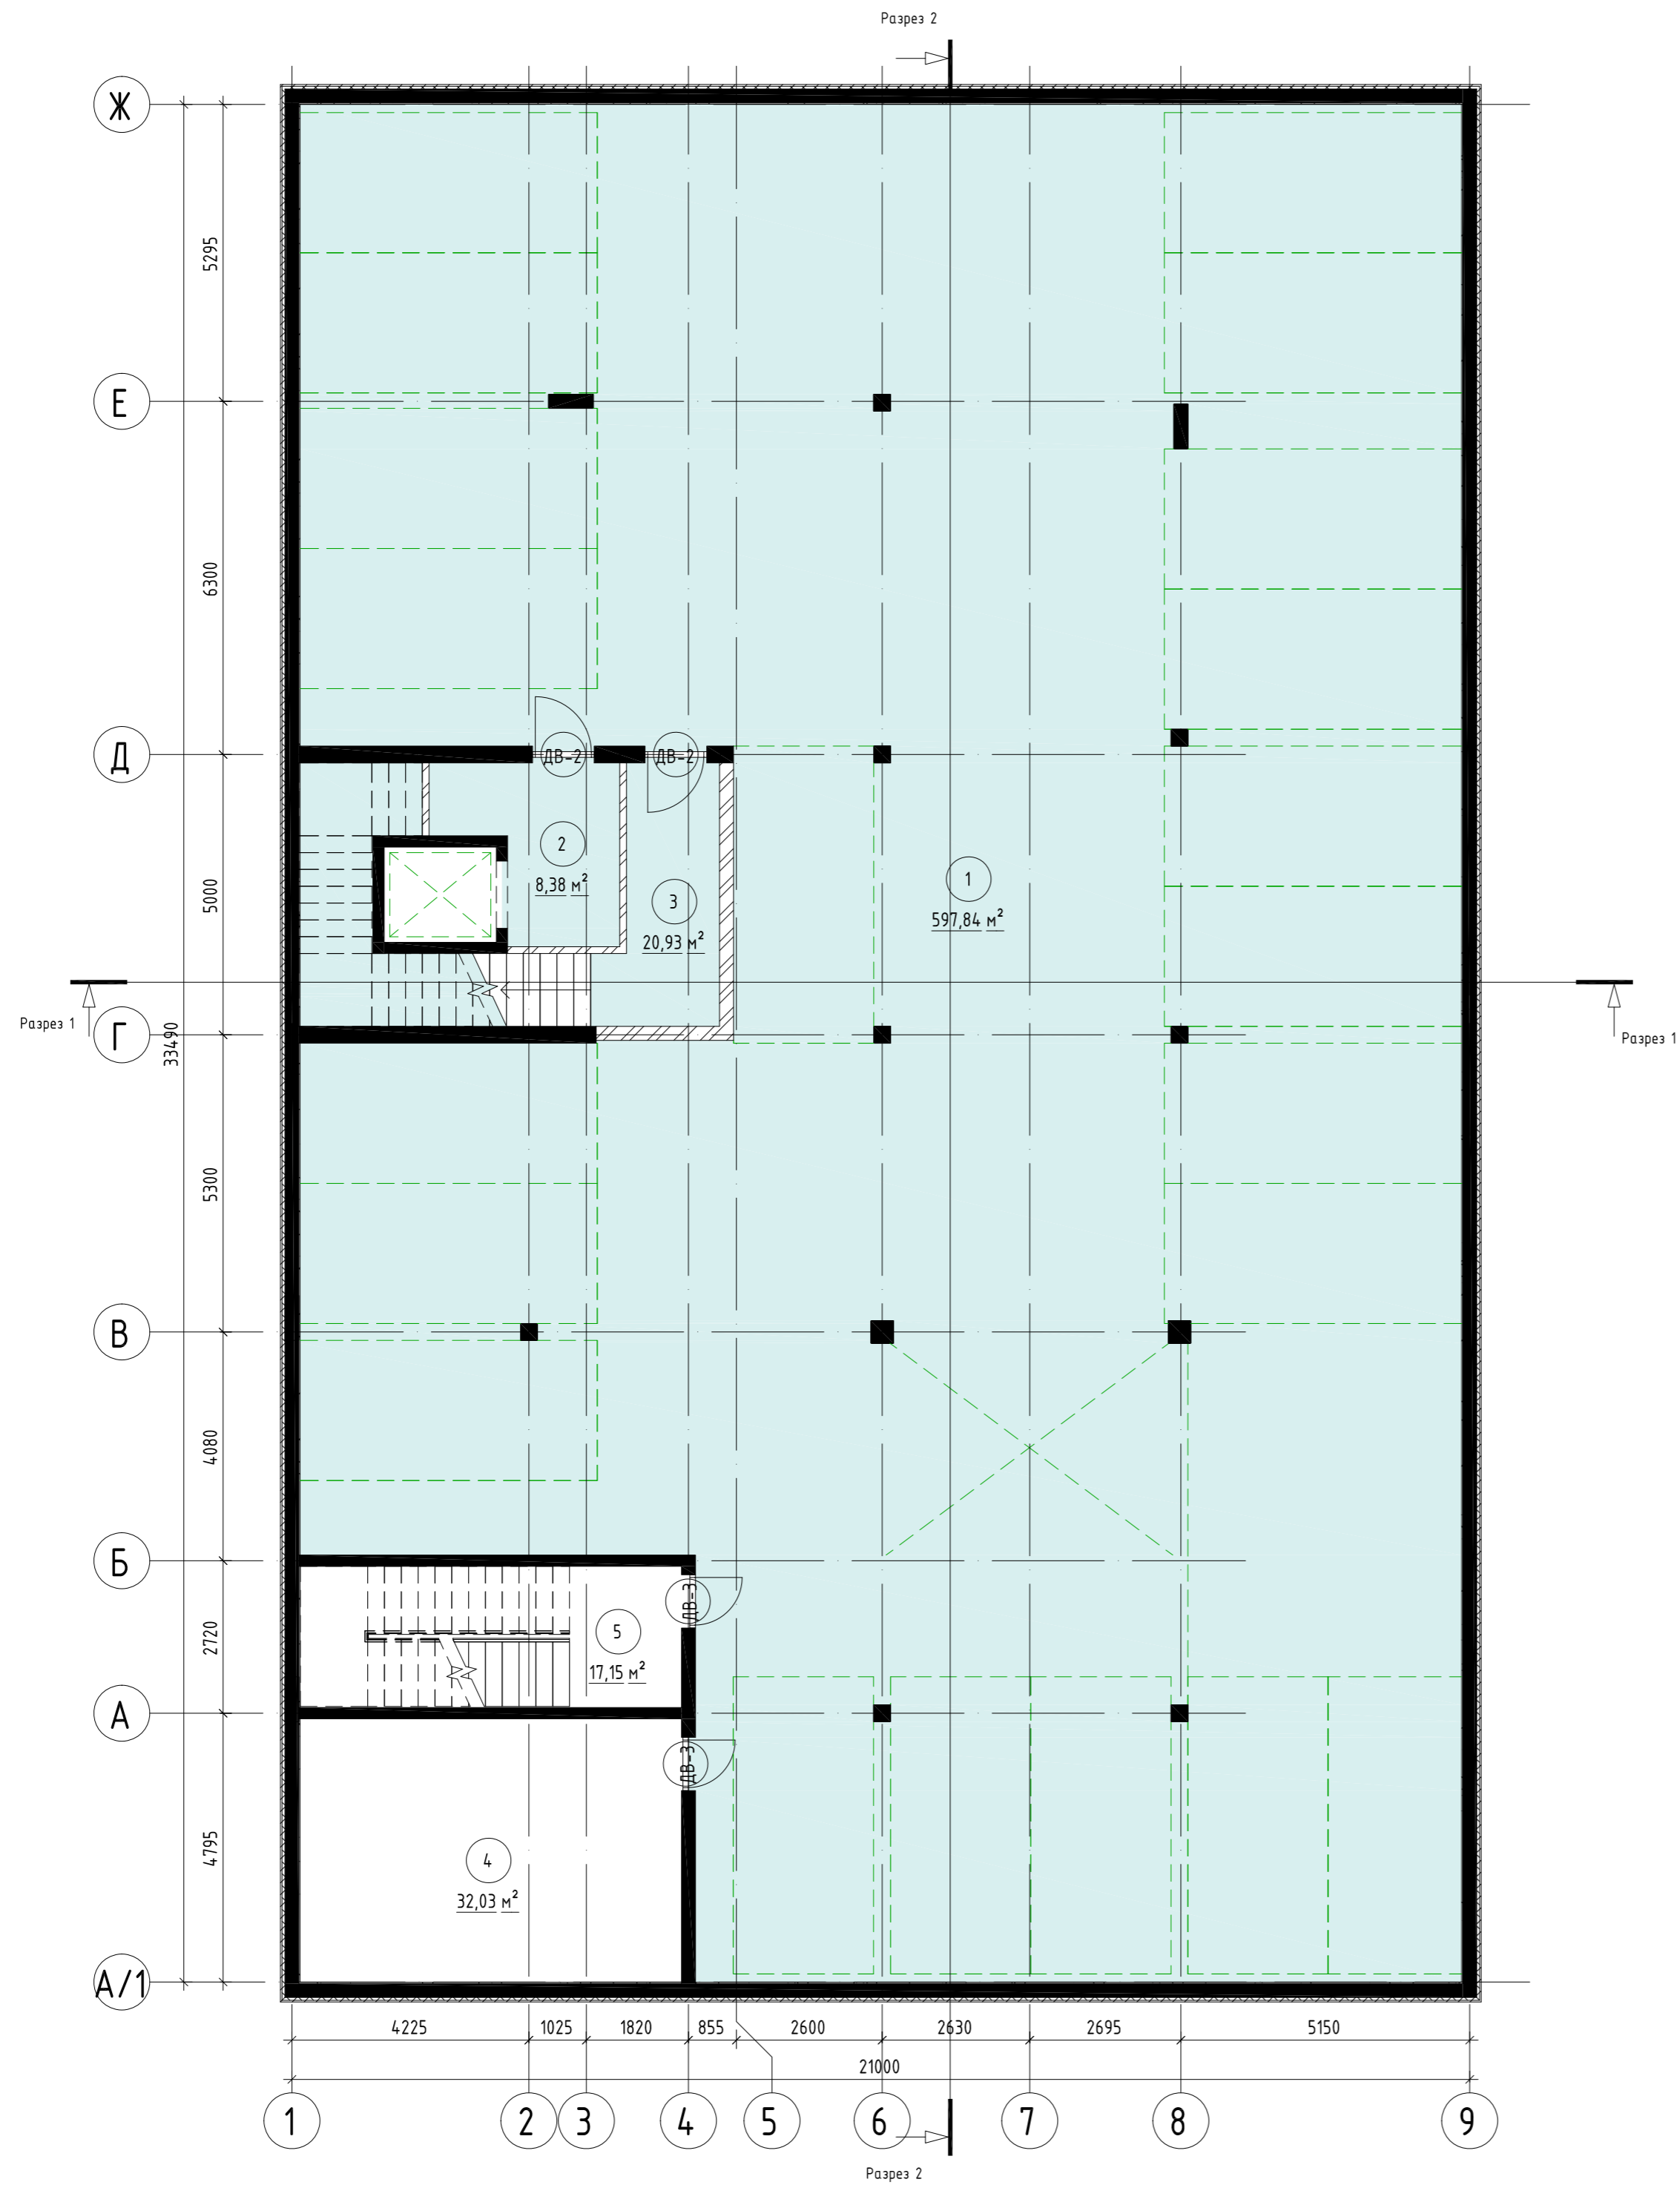 Разрез 2
Ж
5295
Е
6300
Д
ДВ-2
ДВ-2
2
8,38 м²
3
20,93 м²
1
597,84 м²
5000
Разрез 1
Разрез 1
Г
33490
5300
В
4080
Б
ДВ-3
5
17,15 м²
2720
А
ДВ-3
4
32,03 м²
4795
А/1
4225 1025 1820 855 2600 2630 2695 5150
21000
1 2 3 4 5 6 7 8 9
Разрез 2